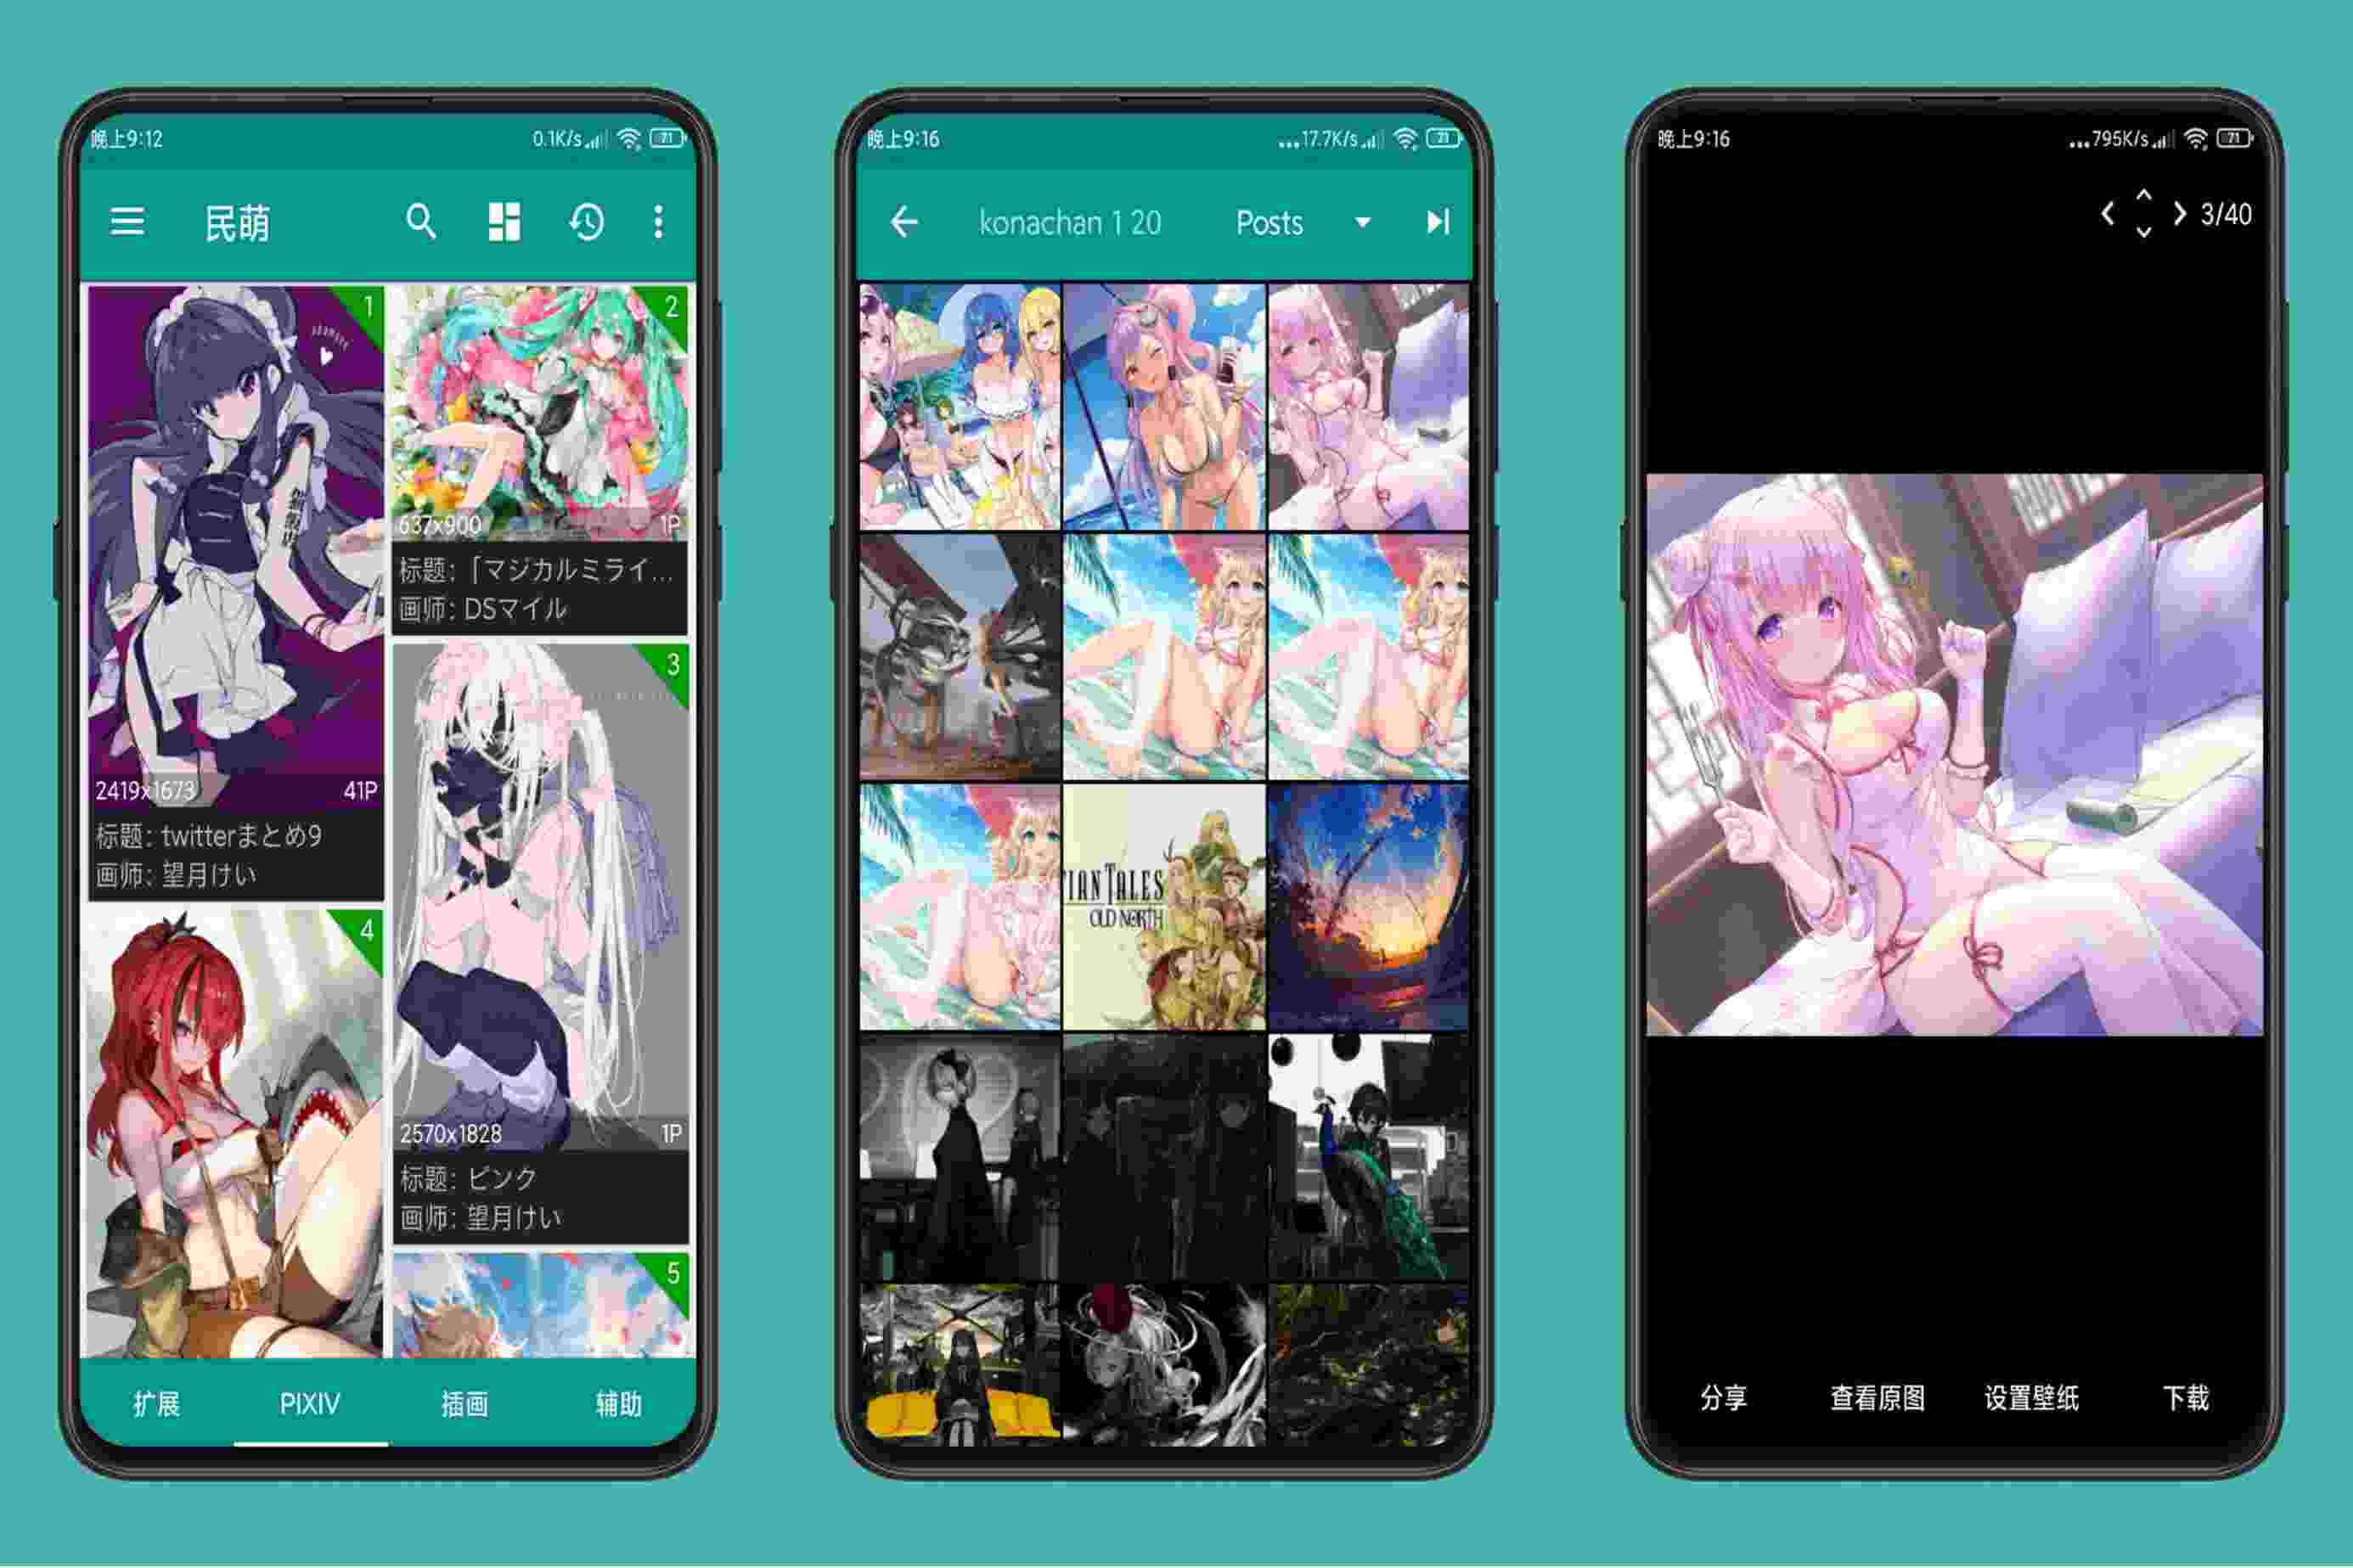 晚上9:12
0.1K/s
71
民萌
1
2
637x900
1P
标题:「マジカルミライ...
画师: DSマイル
3
2419x1673
41P
标题: twitterまとめ9
画师: 望月けい
4
2570x1828
1P
标题: ピンク
画师: 望月けい
5
扩展
PIXIV
插画
辅助
晚上9:16
...17.7K/s
71
konachan 1 20
Posts
TIAN TALES
OLD NORTH
晚上9:16
...795K/s
71
3/40
分享
查看原图
设置壁纸
下载